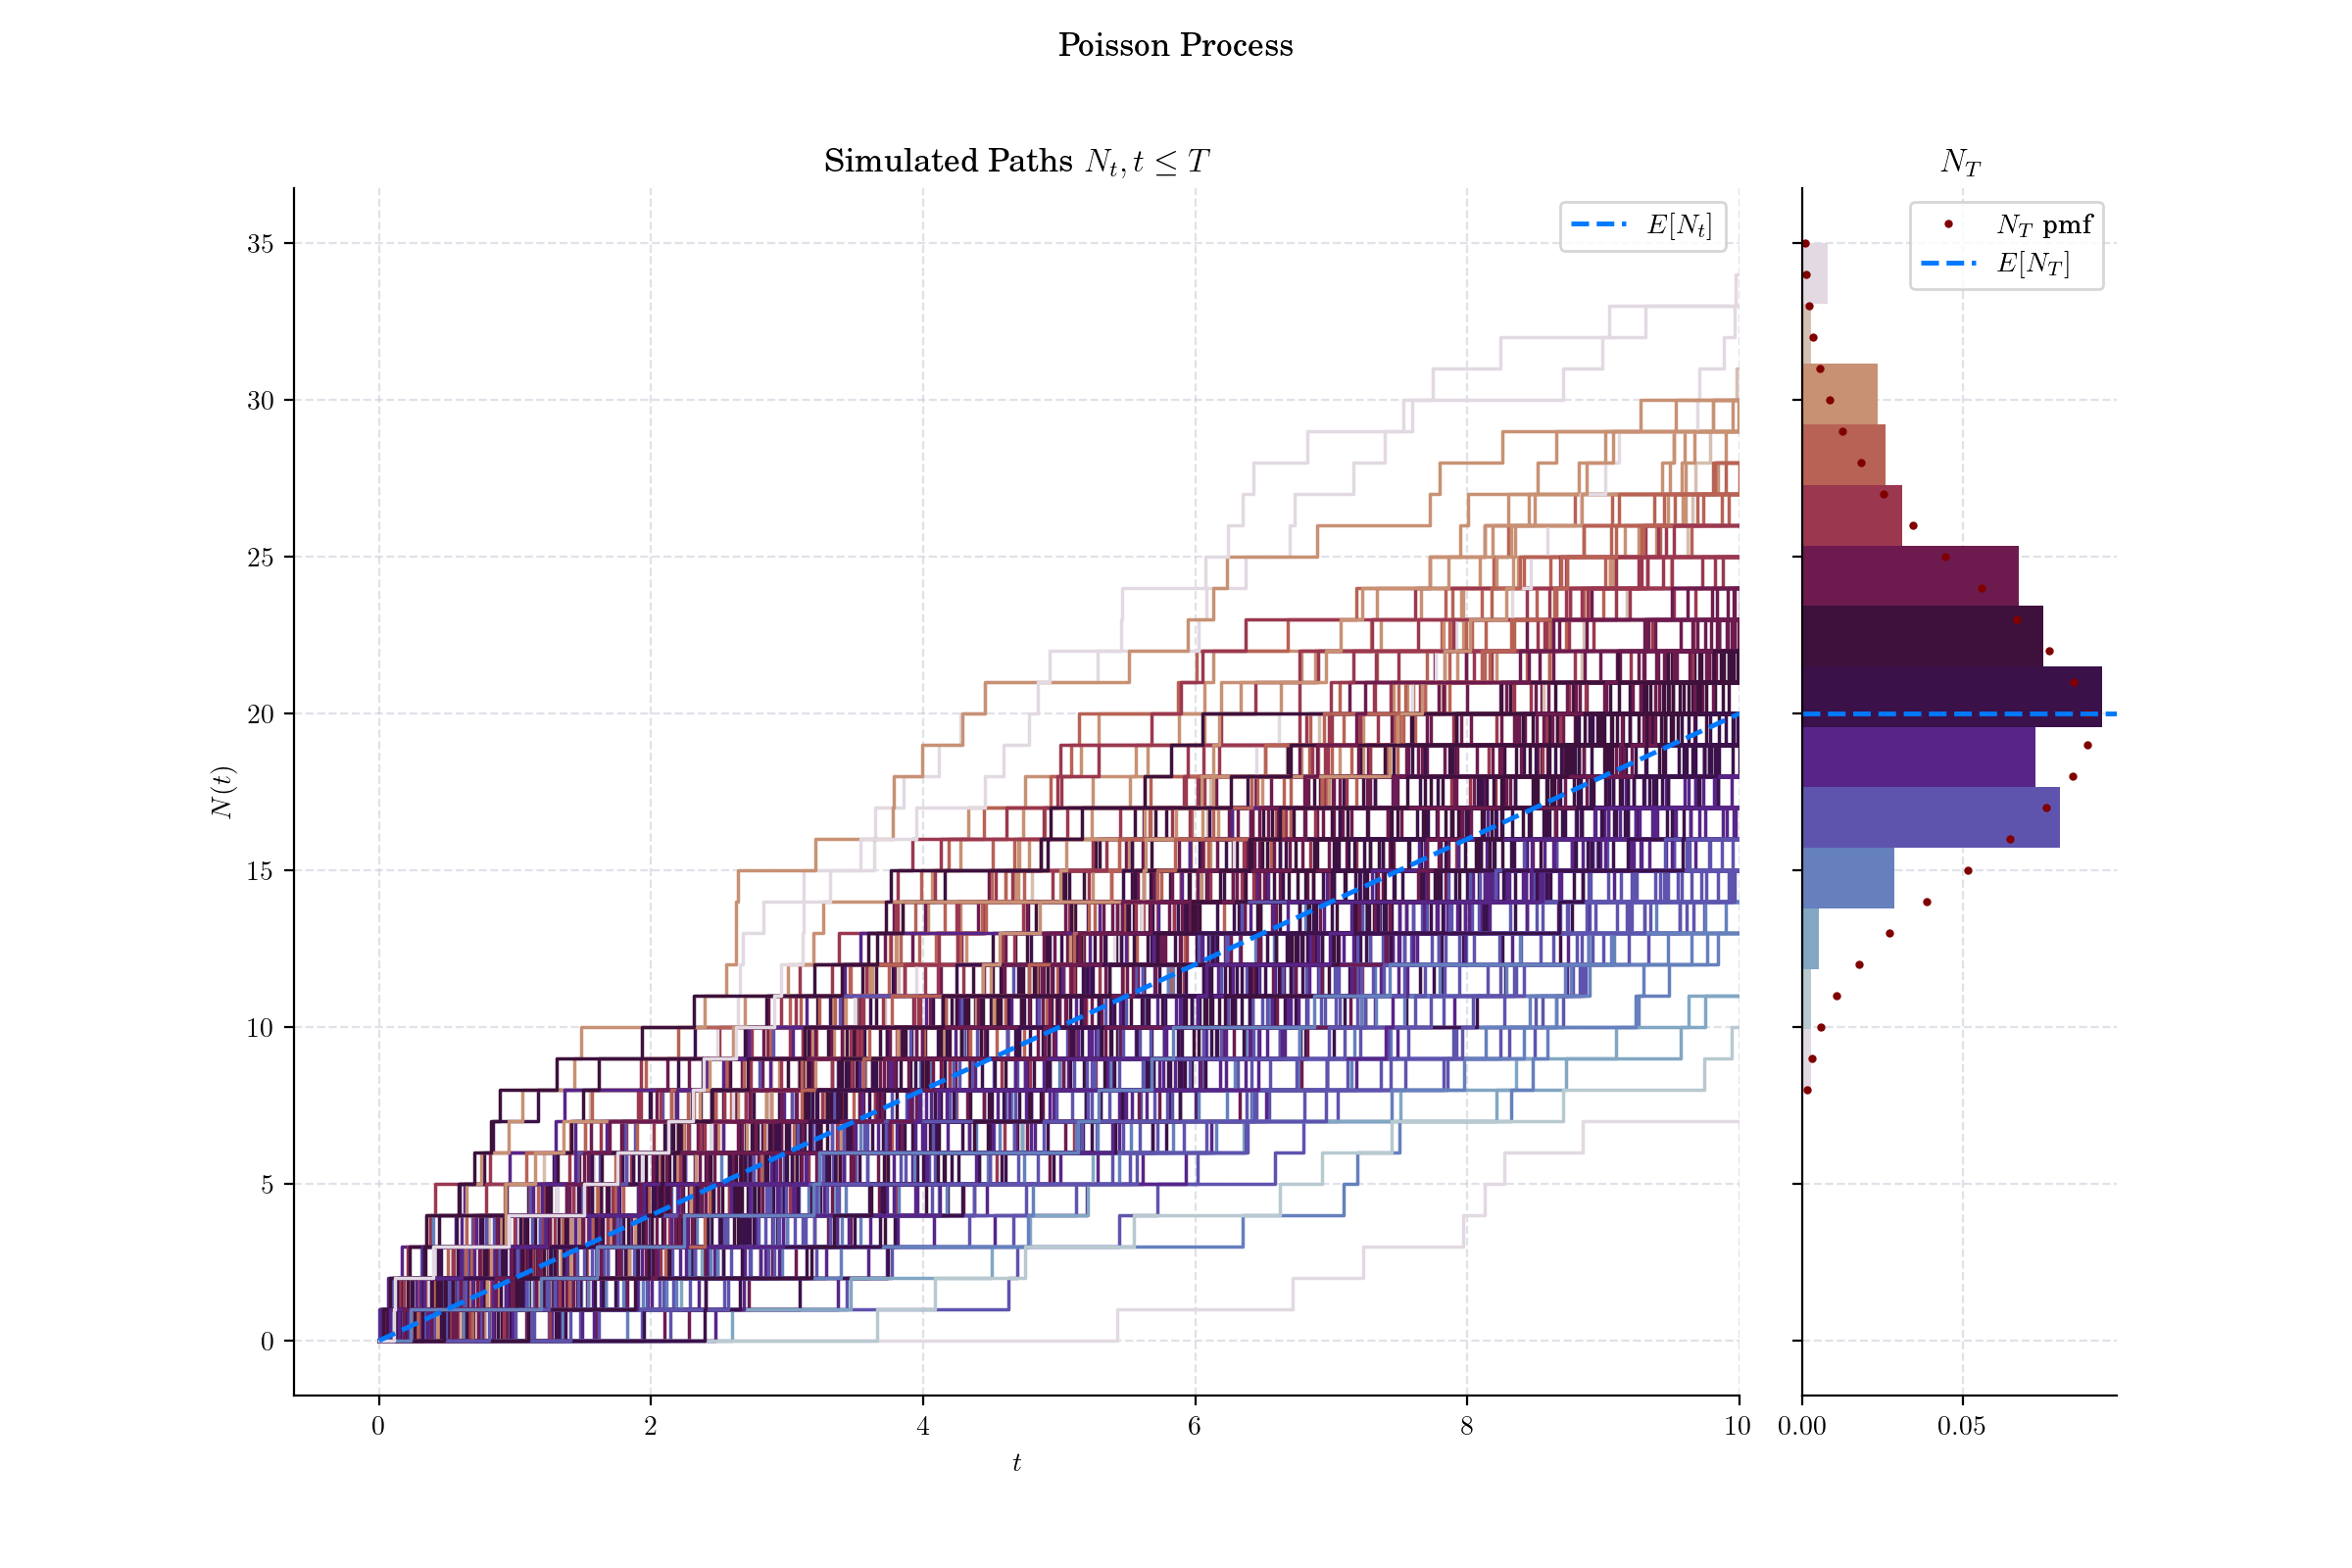 Poisson Process
Simulated Paths $N_t, t \leq T$
$E[N_t]$
35
30
25
20
15
10
5
0
$N(t)$
0 2 4 6 8 10
$t$
$N_T$
$N_T$ pmf
$E[N_T]$
0.00 0.05